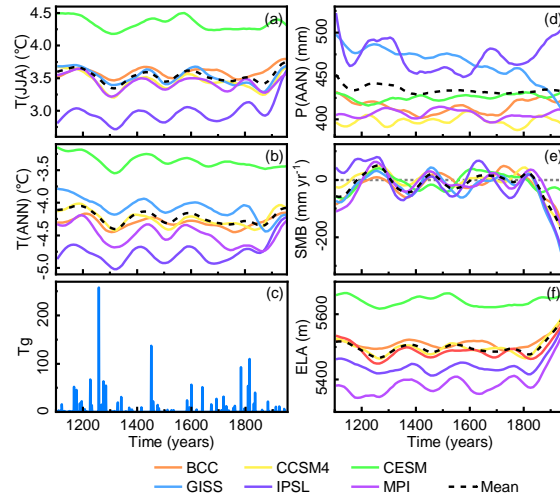 (a)
T(JJA) (℃)
4.5
4.0
3.5
3.0
(b)
T(ANN) (℃)
-3.5
-4.0
-4.5
-5.0
(c)
Tg
200
100
0
1200 1400 1600 1800
Time (years)
(d)
P(AAN) (mm)
500
450
400
(e)
SMB (mm yr⁻¹)
0
-200
(f)
ELA (m)
5600
5400
1200 1400 1600 1800
Time (years)
BCC CCSM4 CESM
GISS IPSL MPI Mean